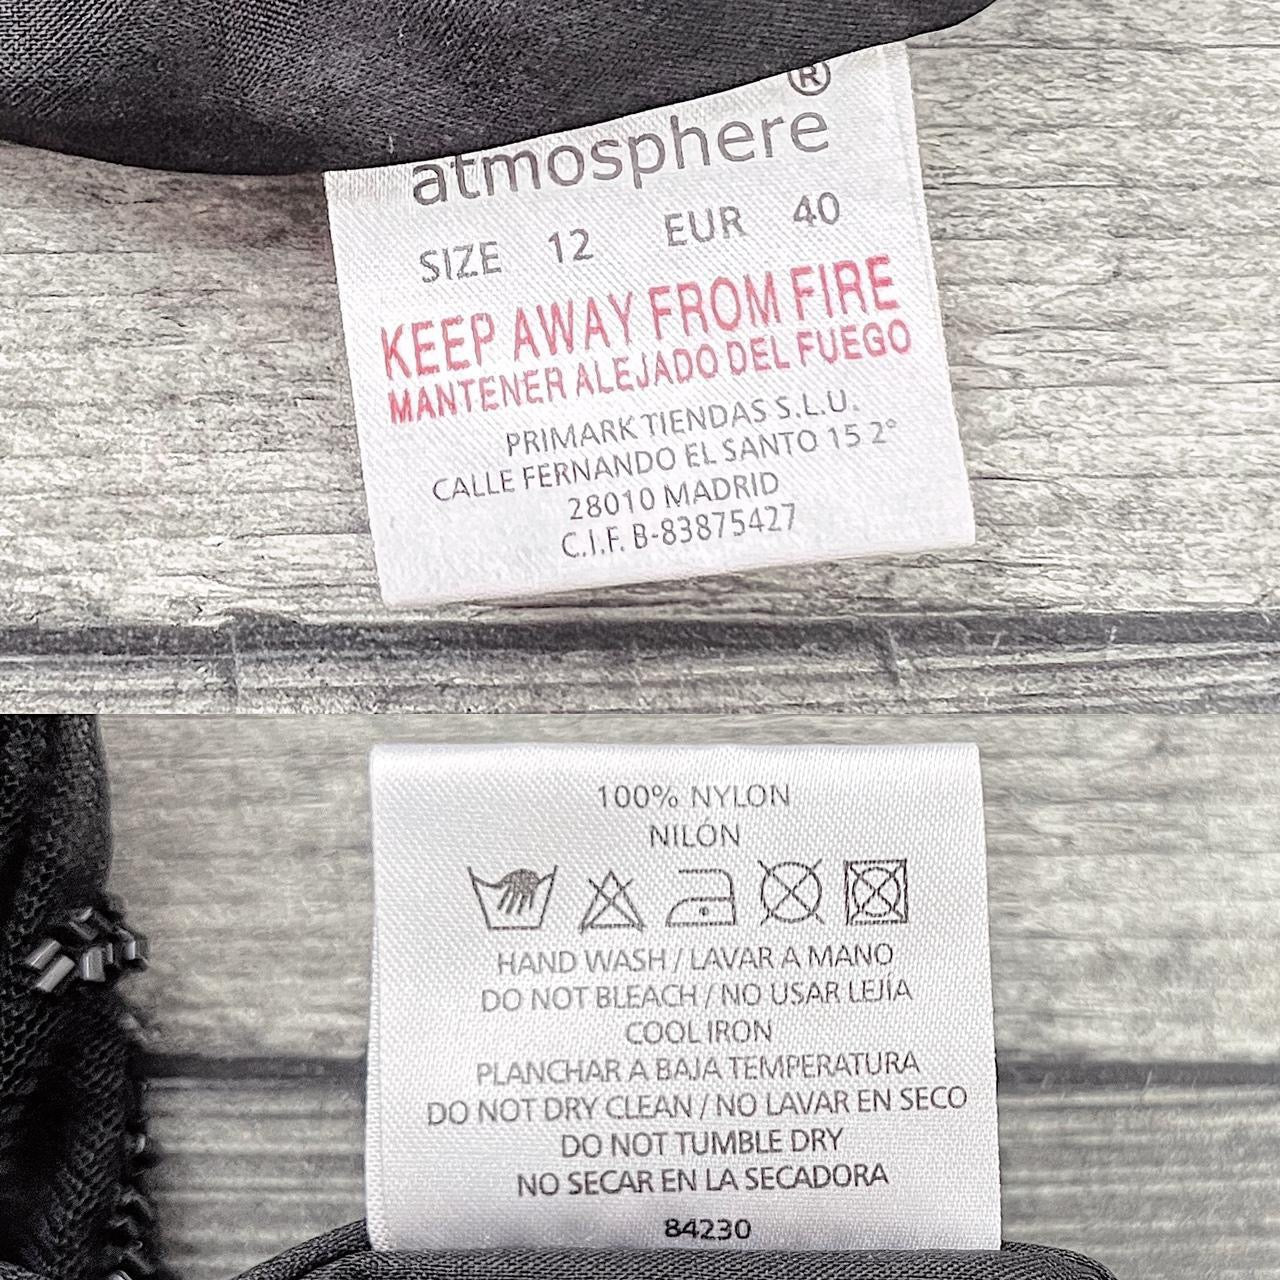 ®
atmosphere
SIZE 12 EUR 40
KEEP AWAY FROM FIRE
MANTENER ALEJADO DEL FUEGO
PRIMARK TIENDAS S.L.U.
CALLE FERNANDO EL SANTO 15 2°
28010 MADRID
C.I.F. B-83875427
100% NYLON
NILÓN
HAND WASH / LAVAR A MANO
DO NOT BLEACH / NO USAR LEJÍA
COOL IRON
PLANCHAR A BAJA TEMPERATURA
DO NOT DRY CLEAN / NO LAVAR EN SECO
DO NOT TUMBLE DRY
NO SECAR EN LA SECADORA
84230